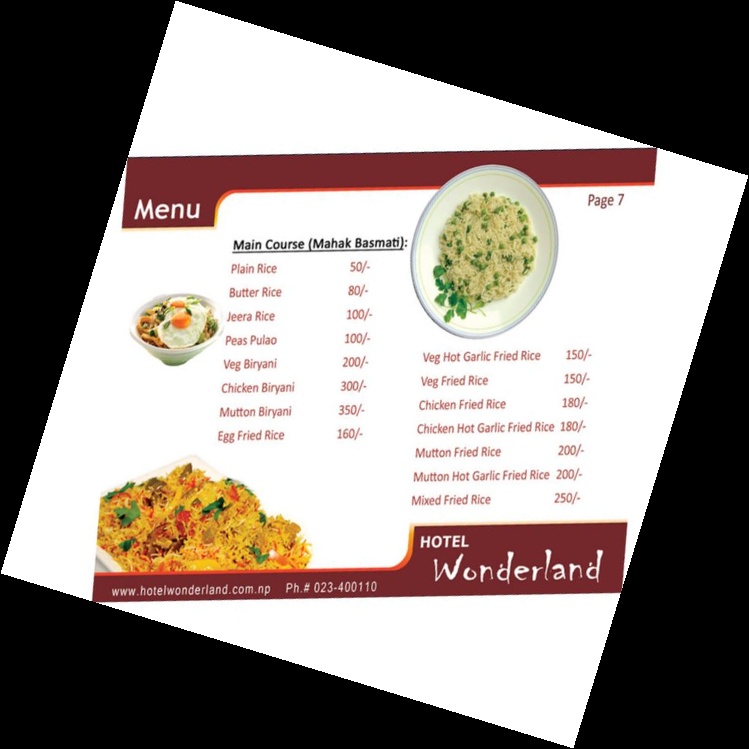 Menu
Page 7
Main Course (Mahak Basmati):
Plain Rice 50/-
Butter Rice 80/-
Jeera Rice 100/-
Peas Pulao 100/-
Veg Biryani 200/-
Chicken Biryani 300/-
Mutton Biryani 350/-
Egg Fried Rice 160/-
Veg Hot Garlic Fried Rice 150/-
Veg Fried Rice 150/-
Chicken Fried Rice 180/-
Chicken Hot Garlic Fried Rice 180/-
Mutton Fried Rice 200/-
Mutton Hot Garlic Fried Rice 200/-
Mixed Fried Rice 250/-
HOTEL
Wonderland
www.hotelwonderland.com.np Ph.# 023-400110